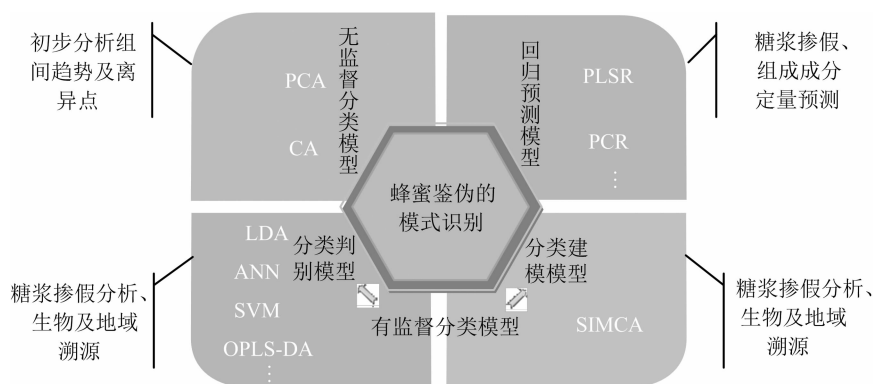 初步分析组
间趋势及离
异点
PCA
CA
无监督分类模型
回归预测模型
PLSR
PCR
⋮
糖浆掺假、
组成成分
定量预测
蜂蜜鉴伪的
模式识别
糖浆掺假分析、
生物及地域
溯源
LDA
ANN
SVM
OPLS-DA
⋮
分类判
别模型
有监督分类模型
分类建
模模型
SIMCA
糖浆掺假分析、
生物及地域
溯源